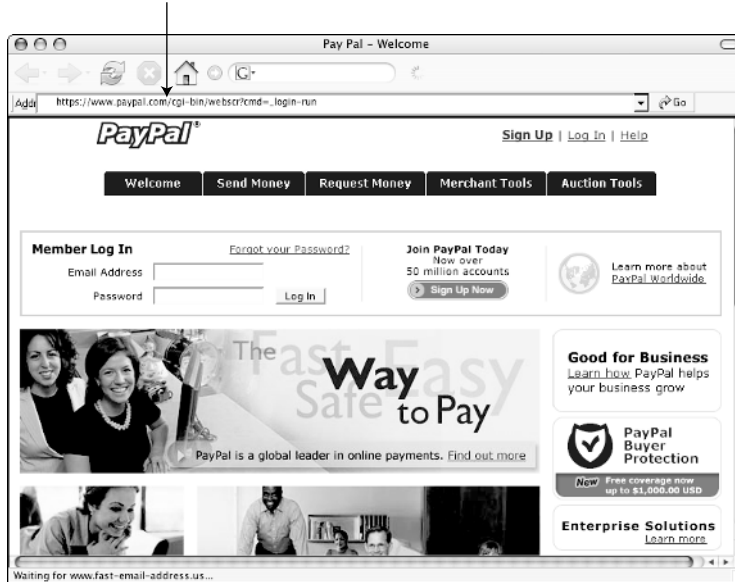 Pay Pal – Welcome
G
Addr https://www.paypal.com/cgi-bin/webscr?cmd=_login-run Go
PayPal®
Sign Up | Log In | Help
Welcome Send Money Request Money Merchant Tools Auction Tools
Member Log In Forgot your Password?
Email Address
Password Log In
Join PayPal Today
Now over
50 million accounts
Sign Up Now
Learn more about
PayPal Worldwide
The Fast Easy
Way
Safe to Pay
PayPal is a global leader in online payments. Find out more
Good for Business
Learn how PayPal helps
your business grow
PayPal
Buyer
Protection
New Free coverage now
up to $1,000.00 USD
Enterprise Solutions
Learn more
Waiting for www.fast-email-address.us...